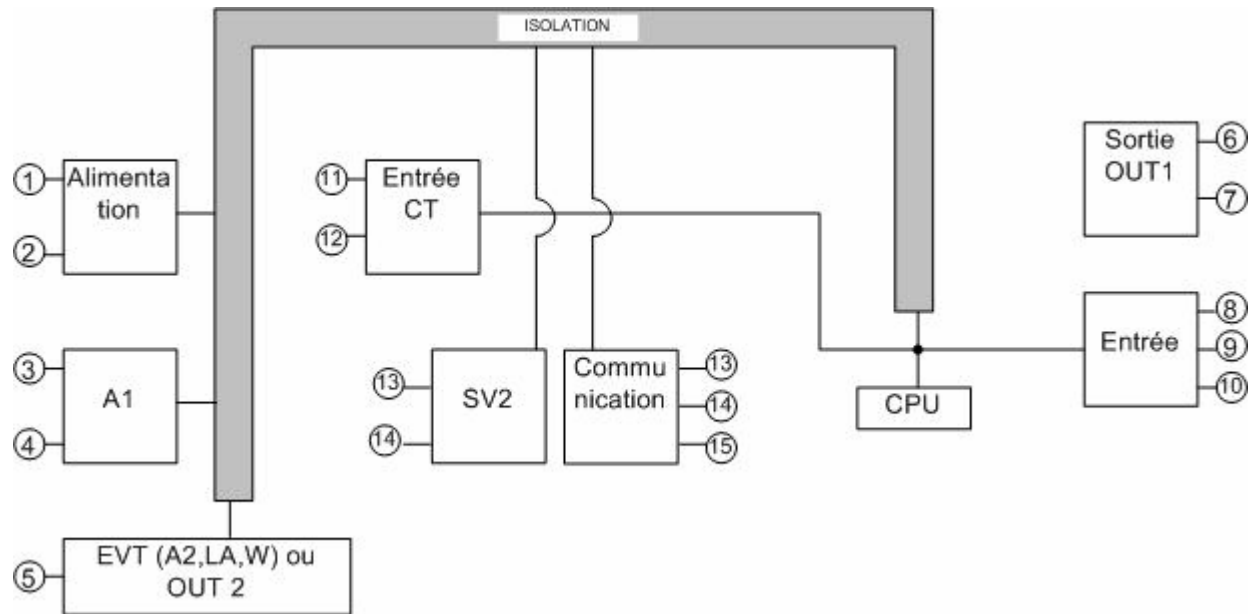 ISOLATION
1
Alimenta
tion
2
11
Entrée
CT
12
Sortie
OUT1
6
7
3
A1
4
13
SV2
14
Commu
nication
13
14
15
CPU
Entrée
8
9
10
5
EVT (A2,LA,W) ou
OUT 2